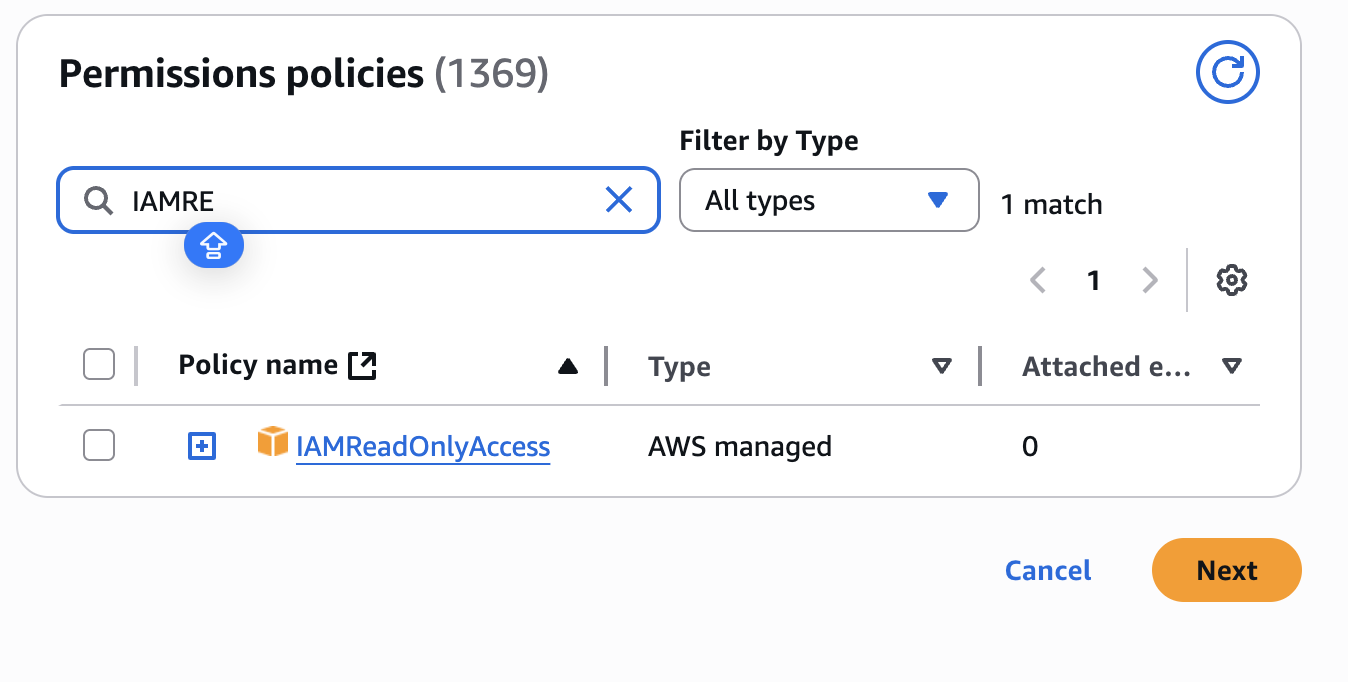 Permissions policies (1369)
Filter by Type
IAMRE
All types
1 match
1
Policy name
Type
Attached e...
IAMReadOnlyAccess
AWS managed
0
Cancel
Next